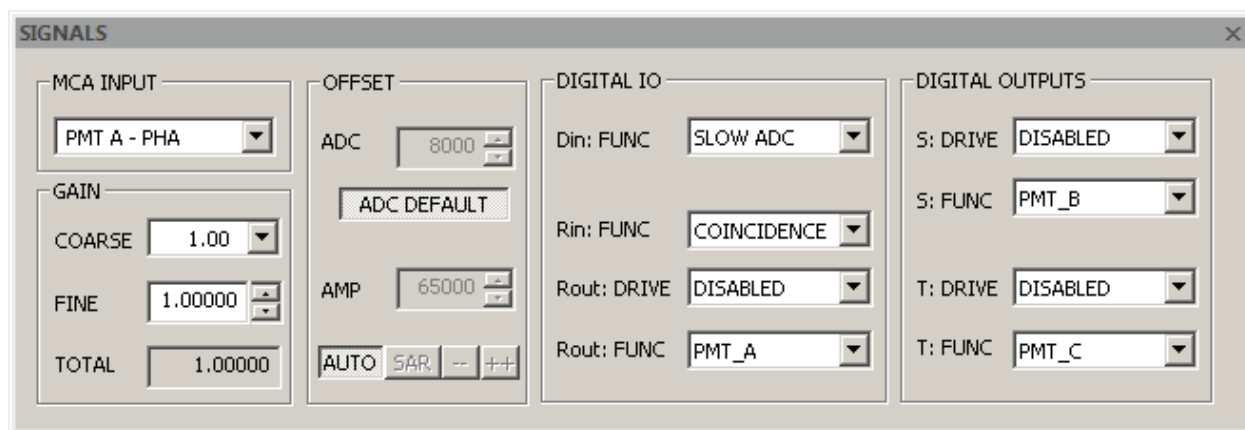 SIGNALS
MCA INPUT
PMT A - PHA
GAIN
COARSE 1.00
FINE 1.00000
TOTAL 1.00000
OFFSET
ADC 8000
ADC DEFAULT
AMP 65000
AUTO SAR -- ++
DIGITAL IO
Din: FUNC SLOW ADC
Rin: FUNC COINCIDENCE
Rout: DRIVE DISABLED
Rout: FUNC PMT_A
DIGITAL OUTPUTS
S: DRIVE DISABLED
S: FUNC PMT_B
T: DRIVE DISABLED
T: FUNC PMT_C